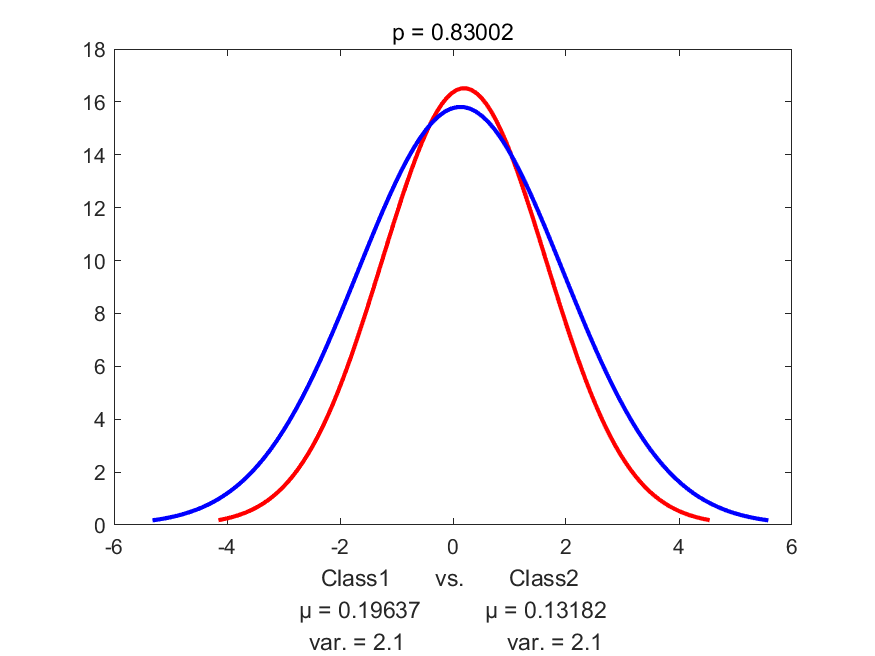 p = 0.83002
18
16
14
12
10
8
6
4
2
0
-6 -4 -2 0 2 4 6
Class1 vs. Class2
μ = 0.19637 μ = 0.13182
var. = 2.1 var. = 2.1